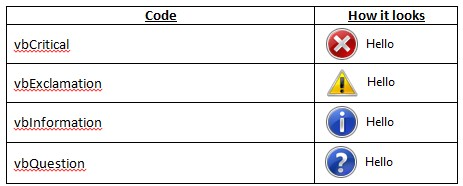 Code How it looks
vbCritical Hello
vbExclamation Hello
vbInformation Hello
vbQuestion Hello